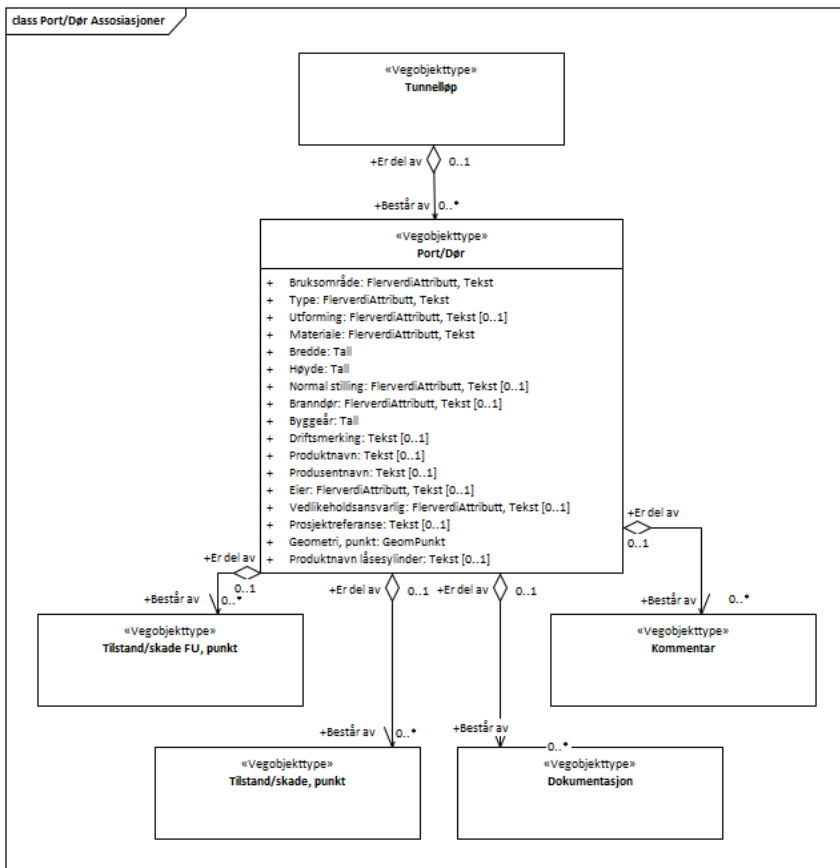 class Port/Dør Assosiasjoner
«Vegobjekttype»
Tunnelløp
+Er del av 0..1
+Består av 0..*
«Vegobjekttype»
Port/Dør
+ Bruksområde: FlerverdiAttributt, Tekst
+ Type: FlerverdiAttributt, Tekst
+ Utforming: FlerverdiAttributt, Tekst [0..1]
+ Materiale: FlerverdiAttributt, Tekst
+ Bredde: Tall
+ Høyde: Tall
+ Normal stilling: FlerverdiAttributt, Tekst [0..1]
+ Branndør: FlerverdiAttributt, Tekst [0..1]
+ Byggeår: Tall
+ Driftsmerking: Tekst [0..1]
+ Produktnavn: Tekst [0..1]
+ Produsentnavn: Tekst [0..1]
+ Eier: FlerverdiAttributt, Tekst [0..1]
+ Vedlikeholdsansvarlig: FlerverdiAttributt, Tekst [0..1]
+ Prosjektreferanse: Tekst [0..1]
+ Geometri, punkt: GeomPunkt
+ Produktnavn låsesylinder: Tekst [0..1]
+Er del av
0..1
+Er del av
0..1
+Er del av 0..1
+Er del av 0..1
+Består av 0..*
+Består av 0..*
«Vegobjekttype»
Tilstand/skade FU, punkt
«Vegobjekttype»
Kommentar
+Består av 0..*
+Består av
0..*
«Vegobjekttype»
Tilstand/skade, punkt
«Vegobjekttype»
Dokumentasjon